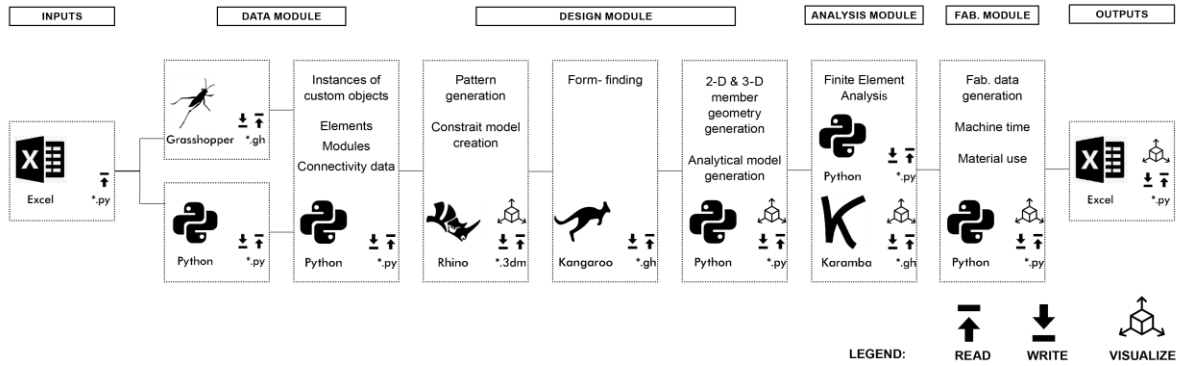 INPUTS
DATA MODULE
DESIGN MODULE
ANALYSIS MODULE
FAB. MODULE
OUTPUTS
X
Excel
*.py
Grasshopper
*.gh
Python
*.py
Instances of
custom objects
Elements
Modules
Connectivity data
Python
*.py
Pattern
generation
Constrait model
creation
Rhino
*.3dm
Form- finding
Kangaroo
*.gh
2-D & 3-D
member
geometry
generation
Analytical model
generation
Python
*.py
Finite Element
Analysis
Python
*.py
K
Karamba
*.gh
Fab. data
generation
Machine time
Material use
Python
*.py
X
Excel
*.py
LEGEND:
READ
WRITE
VISUALIZE